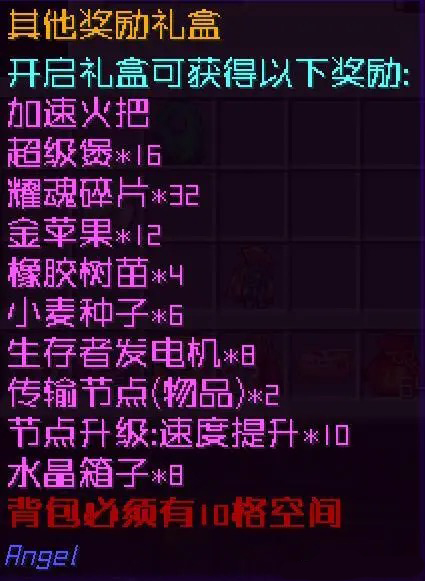 其他奖励礼盒
开启礼盒可获得以下奖励:
加速火把
超级煲*16
耀魂碎片*32
金苹果*12
橡胶树苗*4
小麦种子*6
生存者发电机*8
传输节点(物品)*2
节点升级:速度提升*10
水晶箱子*8
背包必须有10格空间
Angel